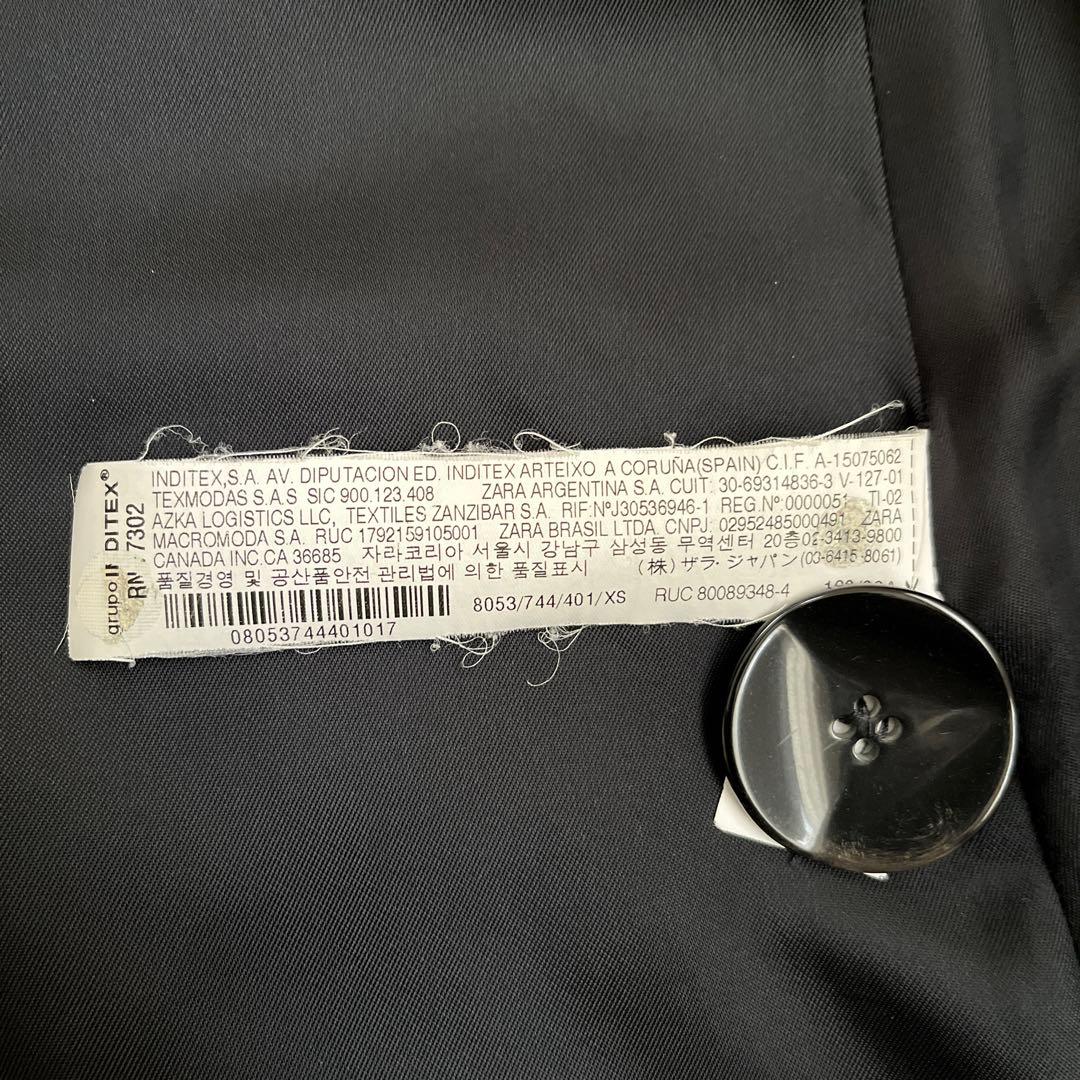 grupo INDITEX®
RN 7302
INDITEX,S.A. AV. DIPUTACION ED. INDITEX ARTEIXO A CORUÑA(SPAIN) C.I.F. A-15075062
TEXMODAS S.A.S SIC 900.123.408 ZARA ARGENTINA S.A. CUIT: 30-69314836-3 V-127-01
AZKA LOGISTICS LLC, TEXTILES ZANZIBAR S.A. RIF:NºJ30536946-1 REG.Nº:0000051 TI-02
MACROMODA S.A. RUC 1792159105001 ZARA BRASIL LTDA. CNPJ: 02952485000491 ZARA
CANADA INC.CA 36685 자라코리아 서울시 강남구 삼성동 무역센터 20층02-3413-9800
품질경영 및 공산품안전 관리법에 의한 품질표시 (株) ザラ・ジャパン(03-6415-8061)
8053/744/401/XS RUC 80089348-4
08053744401017